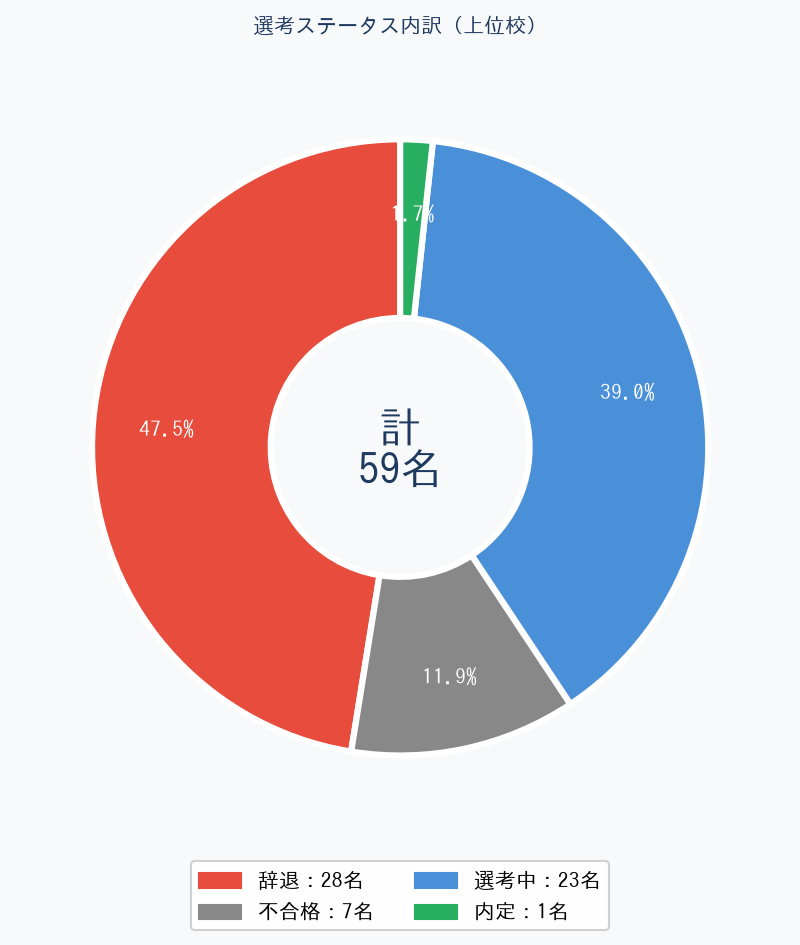 選考ステータス内訳（上位校）
1.7%
39.0%
47.5%
計
59名
11.9%
辞退：28名
選考中：23名
不合格：7名
内定：1名